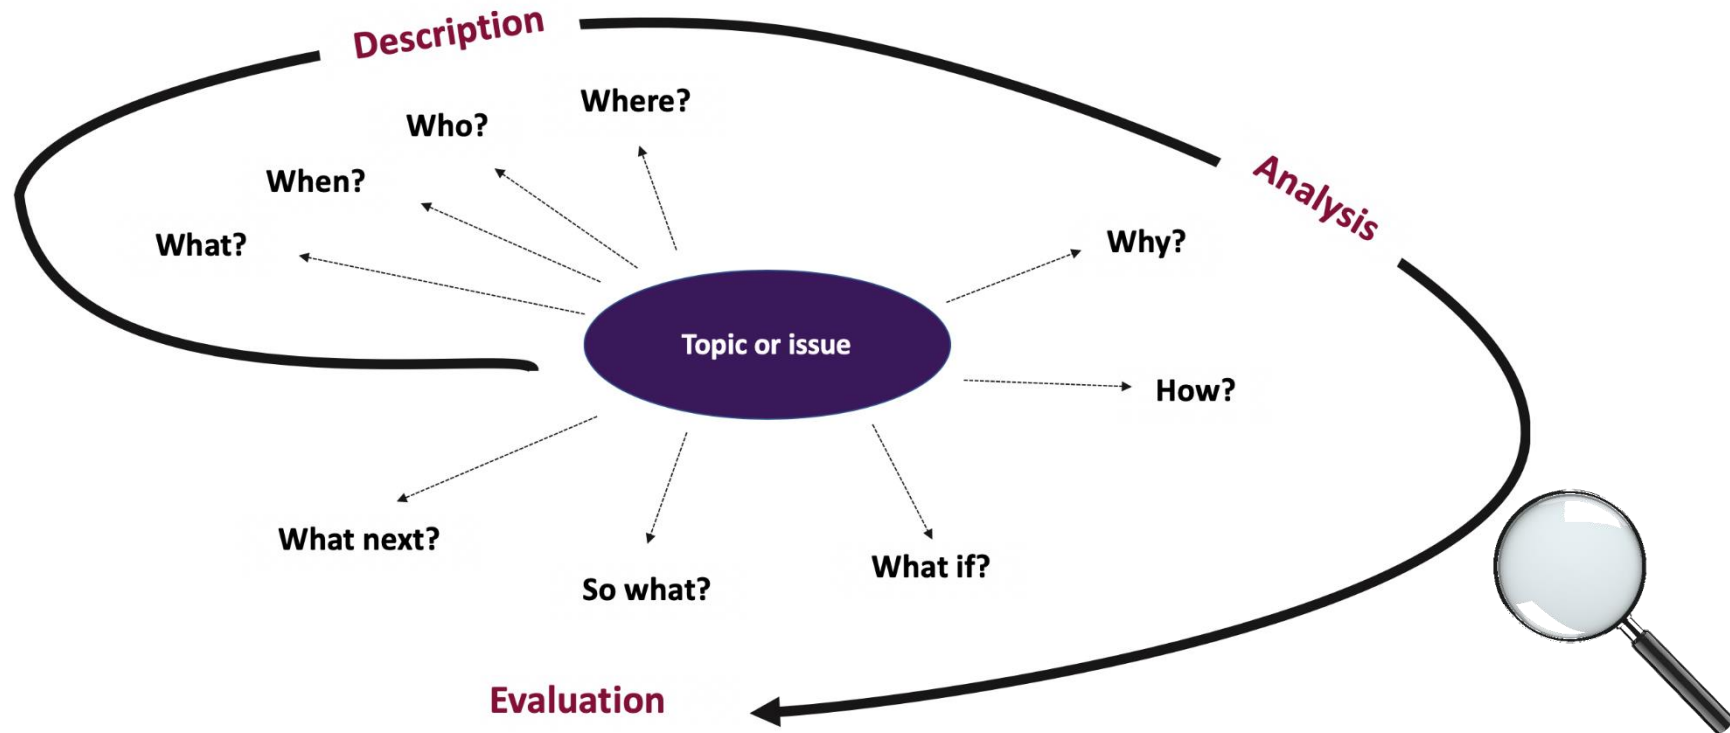 Description
Where?
Who?
When?
What?
Analysis
Why?
Topic or issue
How?
What next?
So what?
What if?
Evaluation